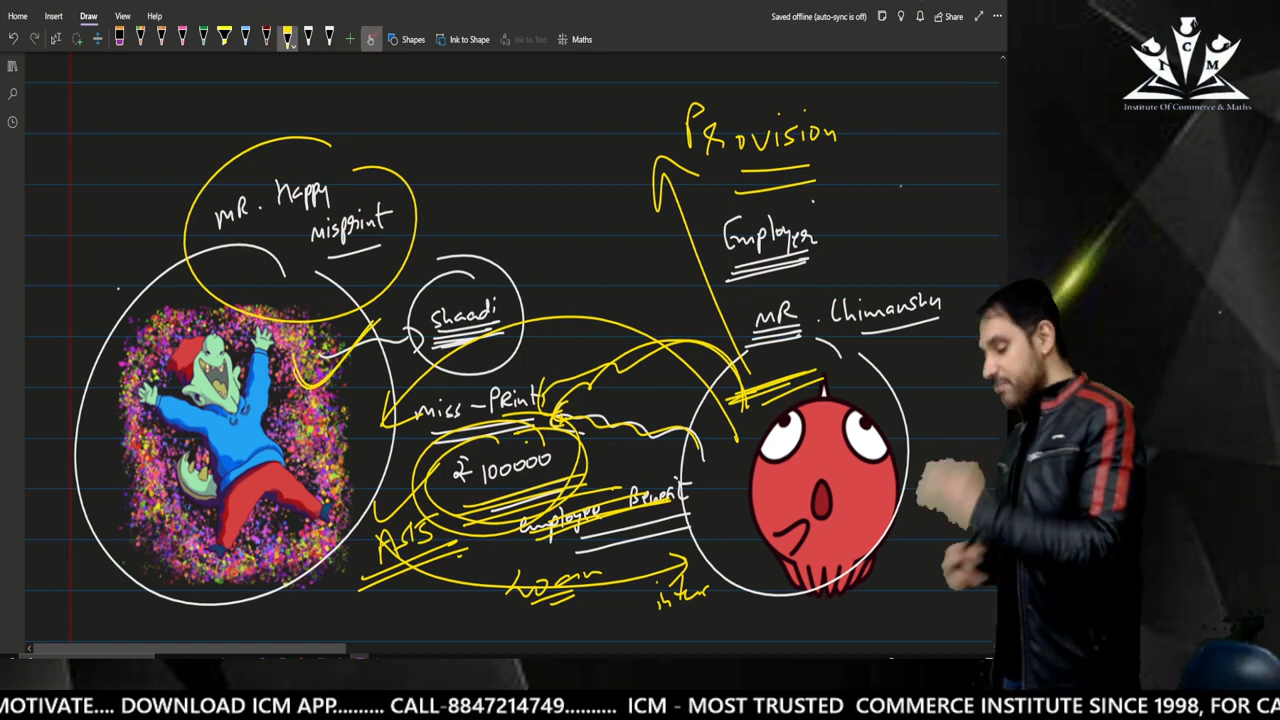 Home Insert Draw View Help
Saved offline (auto-sync is off)
Share
Shapes
Ink to Shape
Ink to Text
Maths
I C M
Institute Of Commerce & Maths
Provision
MR. Happy
misprint
Employer
shaadi
MR. Chimanshu
Miss-Print
₹ 100000
employee Benefit
AS15
Loan
MOTIVATE.... DOWNLOAD ICM APP......... CALL-8847214749.......... ICM - MOST TRUSTED COMMERCE INSTITUTE SINCE 1998, FOR CA